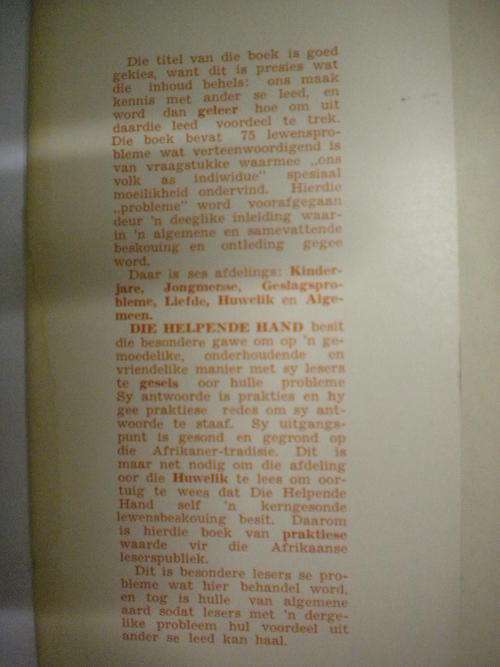 Die titel van die boek is goed
gekies, want dit is presies wat
die inhoud behels: ons maak
kennis met ander se leed, en
word dan geleer hoe om uit
daardie leed voordeel te trek.
Die boek bevat 75 lewenspro-
bleme wat verteenwoordigend is
van vraagstukke waarmee „ons
volk as indiwidue" spesiaal
moeilikheid ondervind. Hierdie
„probleme" word voorafgegaan
deur 'n deeglike inleiding waar-
in 'n algemene en samevattende
beskouing en ontleding gegee
word.
Daar is ses afdelings: Kinder-
jare, Jongmense, Geslagspro-
bleme, Liefde, Huwelik en Alge-
meen.
DIE HELPENDE HAND besit
die besondere gawe om op 'n ge-
moedelike, onderhoudende en
vriendelike manier met sy lesers
te gesels oor hulle probleme
Sy antwoorde is prakties en hy
gee praktiese redes om sy ant-
woorde te staaf. Sy uitgangs-
punt is gesond en gegrond op
die Afrikaner-tradisie. Dit is
maar net nodig om die afdeling
oor die Huwelik te lees om oor-
tuig te wees dat Die Helpende
Hand self 'n kerngesonde
lewensbeskouing besit. Daarom
is hierdie boek van praktiese
waarde vir die Afrikaanse
leserspubliek.
Dit is besondere lesers se pro-
bleme wat hier behandel word,
en tog is hulle van algemene
aard sodat lesers met 'n derge-
like probleem hul voordeel uit
ander se leed kan haal.